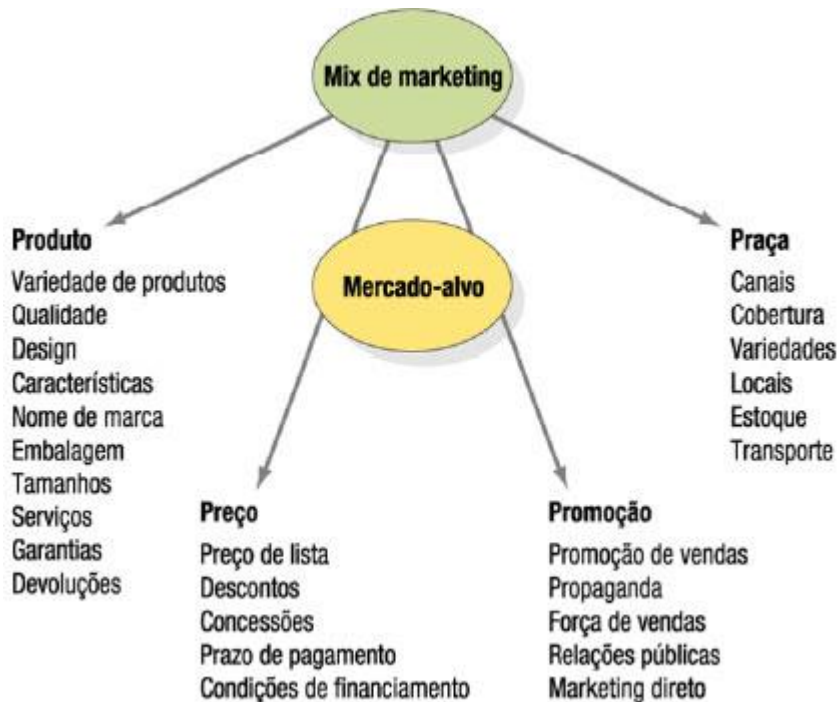 Mix de marketing
Mercado-alvo
Produto
Variedade de produtos
Qualidade
Design
Características
Nome de marca
Embalagem
Tamanhos
Serviços
Garantias
Devoluções
Preço
Preço de lista
Descontos
Concessões
Prazo de pagamento
Condições de financiamento
Promoção
Promoção de vendas
Propaganda
Força de vendas
Relações públicas
Marketing direto
Praça
Canais
Cobertura
Variedades
Locais
Estoque
Transporte